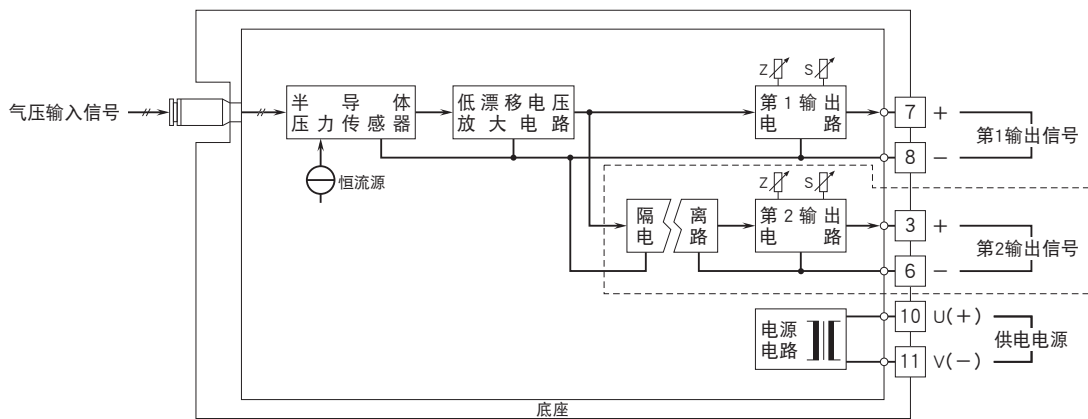 气压输入信号
半导体
压力传感器
恒流源
低漂移电压
放大电路
Z S
第1输出
电路
7 +
8 −
第1输出信号
隔离
电路
Z S
第2输出
电路
3 +
6 −
第2输出信号
电源
电路
10 U(+)
11 V(−)
供电电源
底座